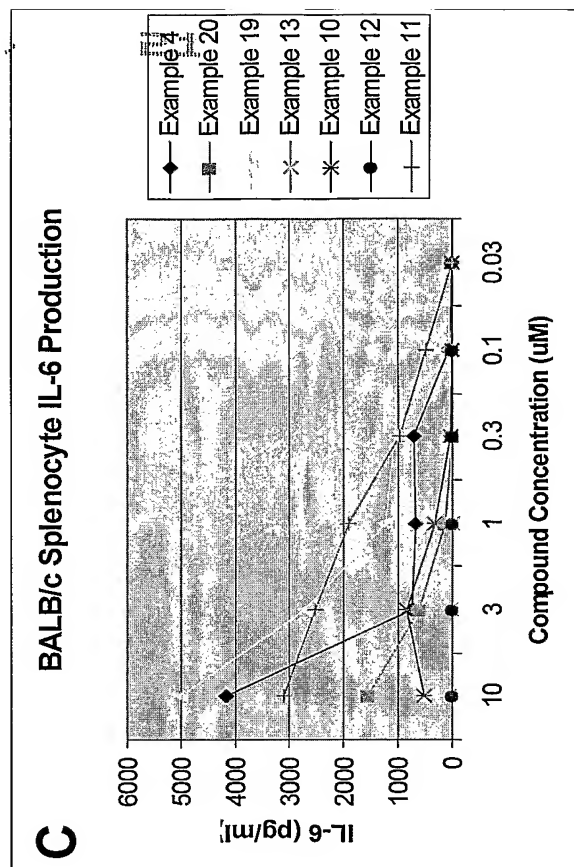 C
BALB/c Splenocyte IL-6 Production
IL-6 (pg/ml)
6000
5000
4000
3000
2000
1000
0
10
3
1
0.3
0.1
0.03
Compound Concentration (uM)
Example 4
Example 20
Example 19
Example 13
Example 10
Example 12
Example 11